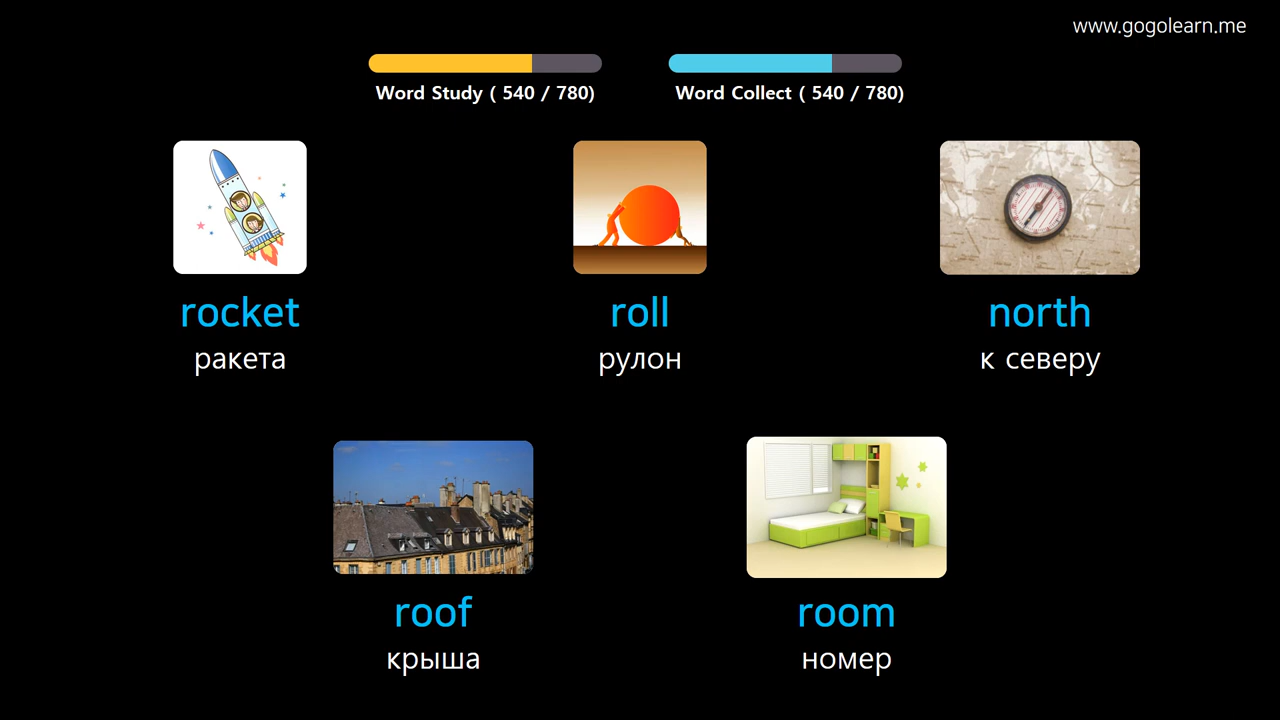 www.gogolearn.me
Word Study ( 540 / 780)
Word Collect ( 540 / 780)
rocket
ракета
roll
рулон
north
к северу
roof
крыша
room
номер